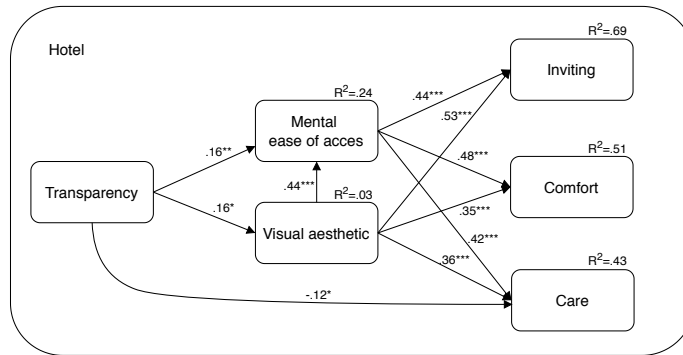 Hotel
R²=.69
Inviting
R²=.24
Mental
ease of acces
.44***
.53***
.16**
.48***
R²=.51
Transparency
.44***
Comfort
.16*
R²=.03
Visual aesthetic
.35***
.42***
.36***
R²=.43
-.12*
Care